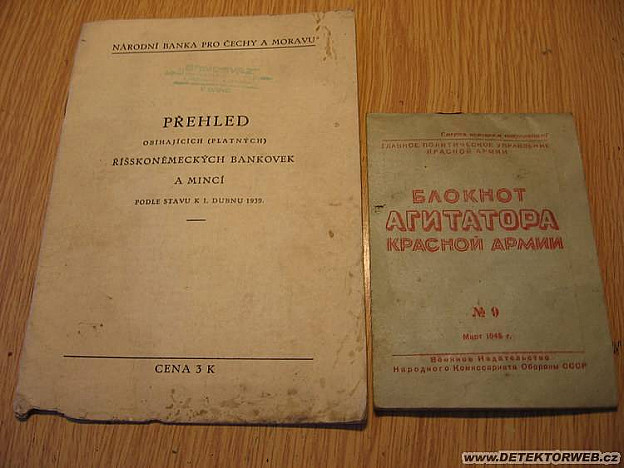 NÁRODNÍ BANKA PRO ČECHY A MORAVU
PŘEHLED
OBÍHAJÍCÍCH (PLATNÝCH)
ŘÍŠSKONĚMECKÝCH BANKOVEK
A MINCÍ
PODLE STAVU K 1. DUBNU 1939.
CENA 3 K
ГЛАВНОЕ ПОЛИТИЧЕСКОЕ УПРАВЛЕНИЕ
КРАСНОЙ АРМИИ
БЛОКНОТ
АГИТАТОРА
КРАСНОЙ АРМИИ
№ 9
Март 1945 г.
Военное Издательство
Народного Комиссариата Обороны СССР
WWW.DETEKTORWEB.cz